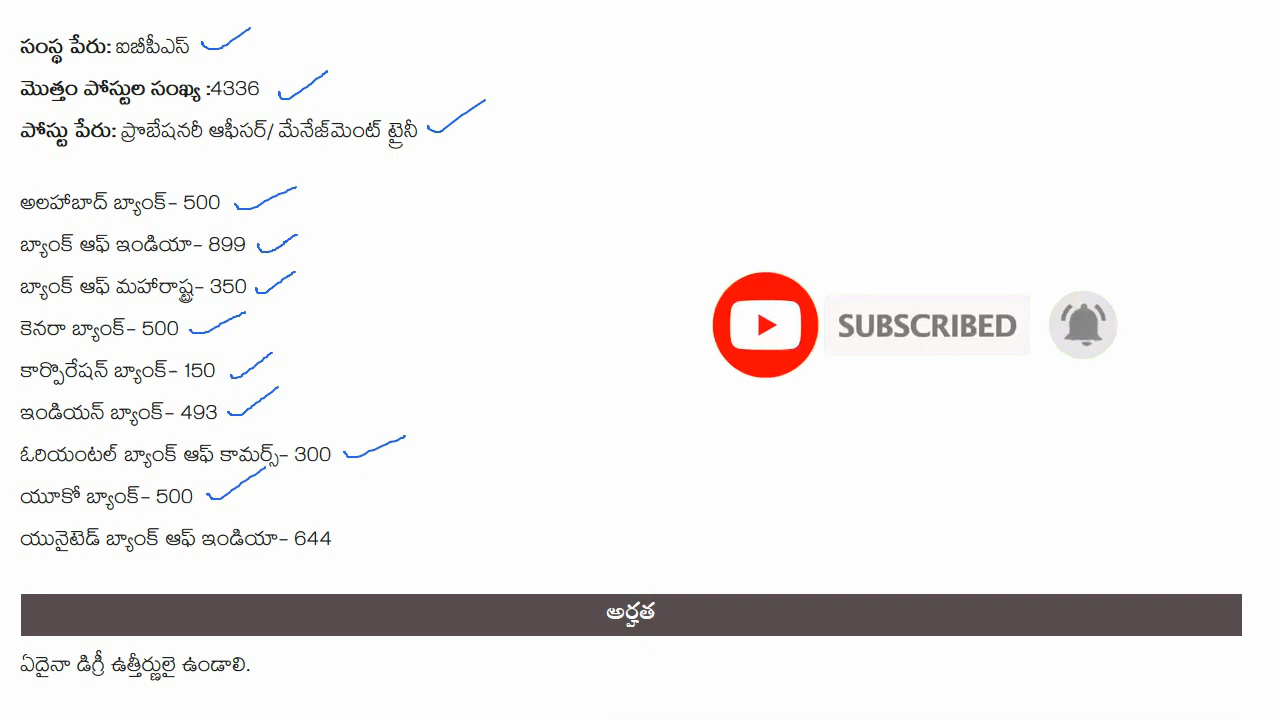 సంస్థ పేరు: ఐబీపీఎస్
మొత్తం పోస్టుల సంఖ్య :4336
పోస్టు పేరు: ప్రొబేషనరీ ఆఫీసర్/ మేనేజ్‌మెంట్ ట్రైనీ
అలహాబాద్ బ్యాంక్- 500
బ్యాంక్ ఆఫ్ ఇండియా- 899
బ్యాంక్ ఆఫ్ మహారాష్ట్ర- 350
కెనరా బ్యాంక్- 500
కార్పొరేషన్ బ్యాంక్- 150
ఇండియన్ బ్యాంక్- 493
ఓరియంటల్ బ్యాంక్ ఆఫ్ కామర్స్- 300
యూకో బ్యాంక్- 500
యునైటెడ్ బ్యాంక్ ఆఫ్ ఇండియా- 644
SUBSCRIBED
అర్హత
ఏదైనా డిగ్రీ ఉత్తీర్ణులై ఉండాలి.